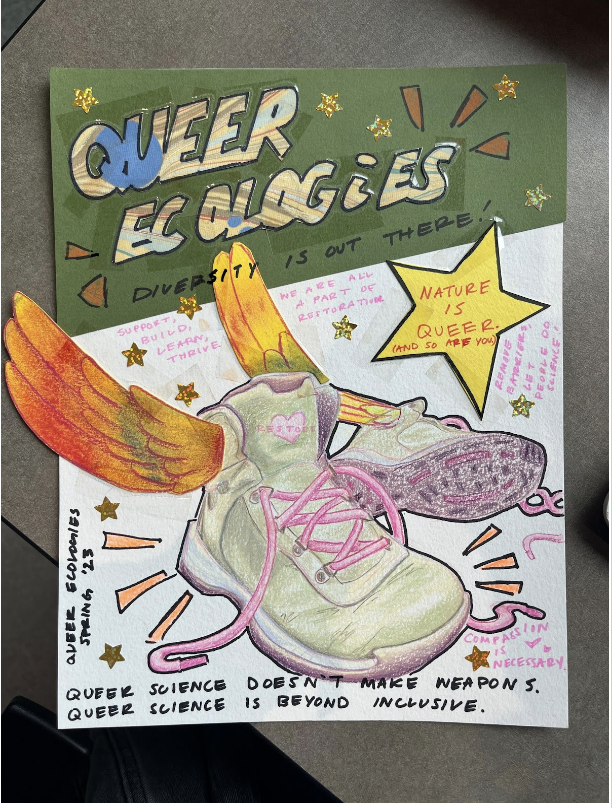 QUEER
ECOLOGIES
DIVERSITY IS OUT THERE!
SUPPORT,
BUILD,
LEARN,
THRIVE.
WE ARE ALL
A PART OF
RESTORATION
NATURE
IS
QUEER.
(AND SO ARE YOU)
REMOVE
BARRIERS.
LET
PEOPLE DO
SCIENCE!
RESTORE
QUEER ECOLOGIES
SPRING '23
COMPASSION
IS
NECESSARY.
QUEER SCIENCE DOESN'T MAKE WEAPONS.
QUEER SCIENCE IS BEYOND INCLUSIVE.